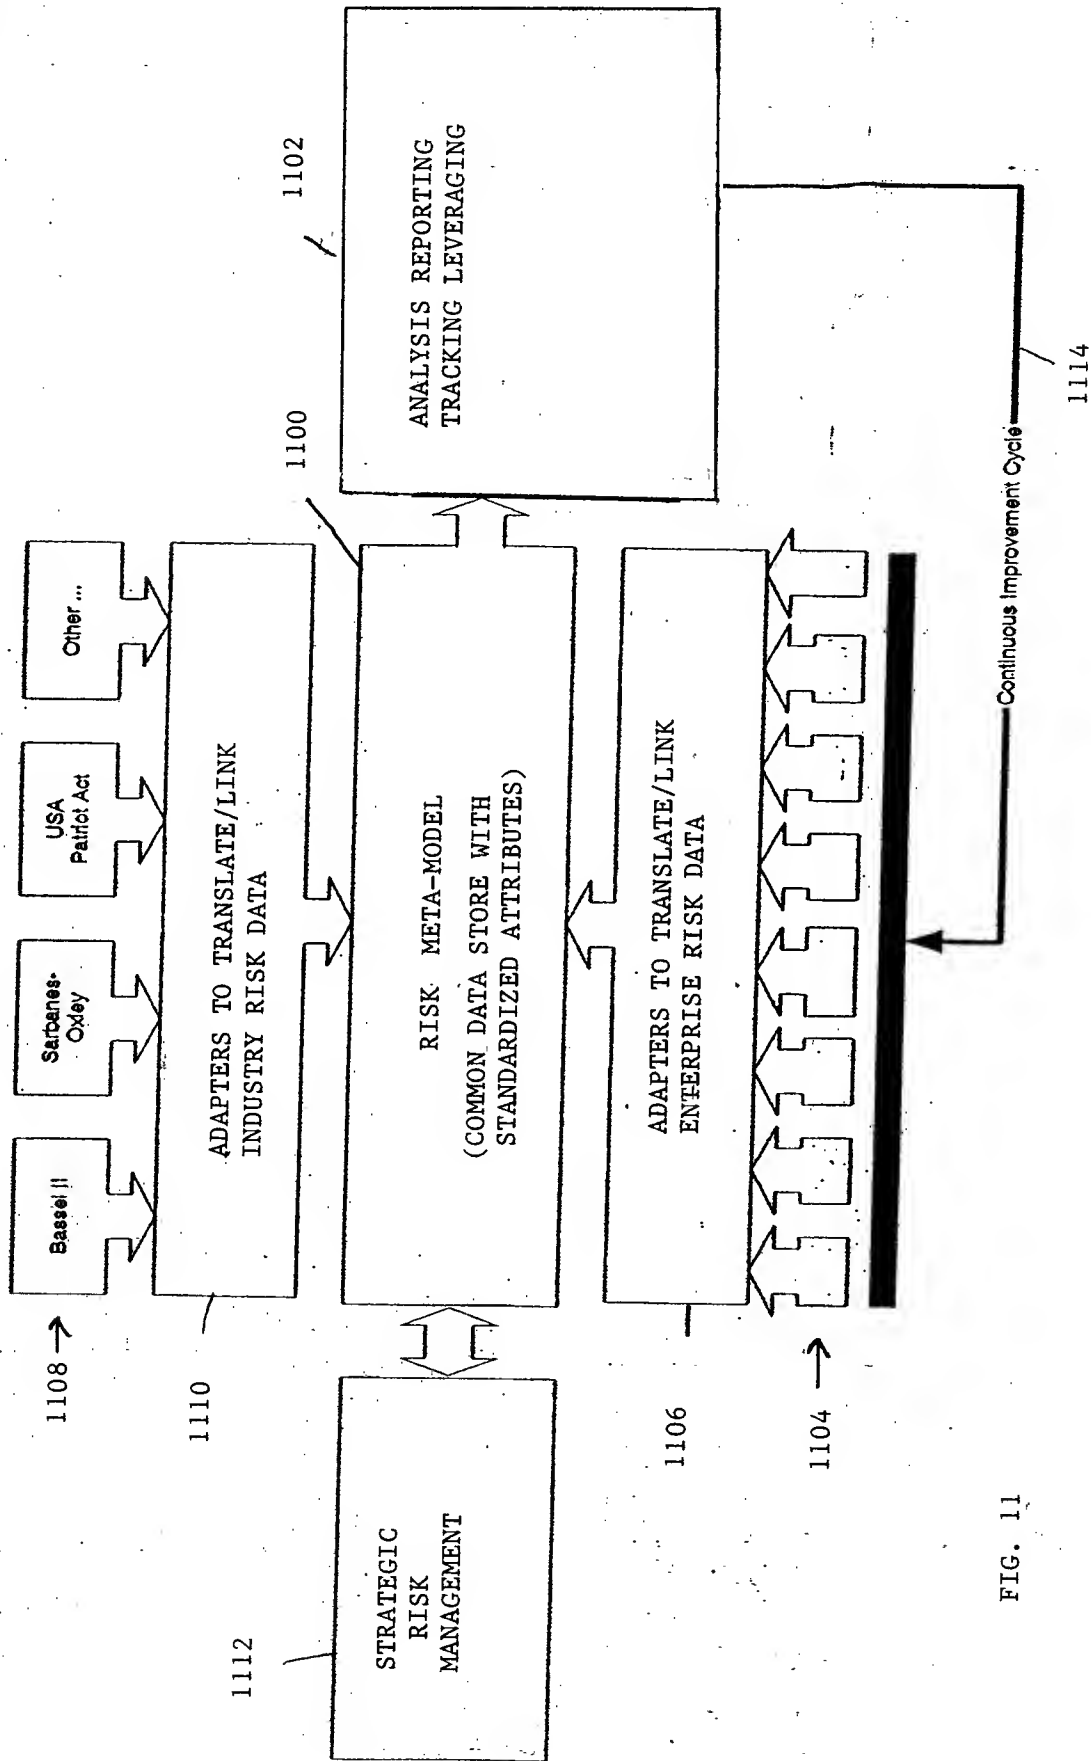 1108
Bassel II
Sarbanes-
Oxley
USA
Patriot Act
Other ...
1110
ADAPTERS TO TRANSLATE/LINK
INDUSTRY RISK DATA
1112
STRATEGIC
RISK
MANAGEMENT
1100
RISK META-MODEL
(COMMON DATA STORE WITH
STANDARDIZED ATTRIBUTES)
1102
ANALYSIS REPORTING
TRACKING LEVERAGING
1106
ADAPTERS TO TRANSLATE/LINK
ENTERPRISE RISK DATA
1104
Continuous Improvement Cycle
1114
FIG. 11